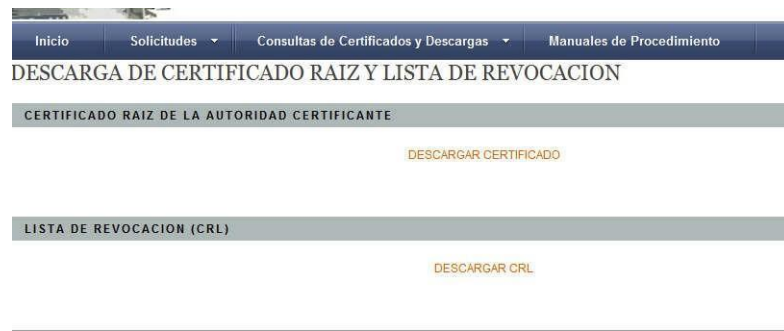 Inicio Solicitudes Consultas de Certificados y Descargas Manuales de Procedimiento
DESCARGA DE CERTIFICADO RAIZ Y LISTA DE REVOCACION
CERTIFICADO RAIZ DE LA AUTORIDAD CERTIFICANTE
DESCARGAR CERTIFICADO
LISTA DE REVOCACION (CRL)
DESCARGAR CRL